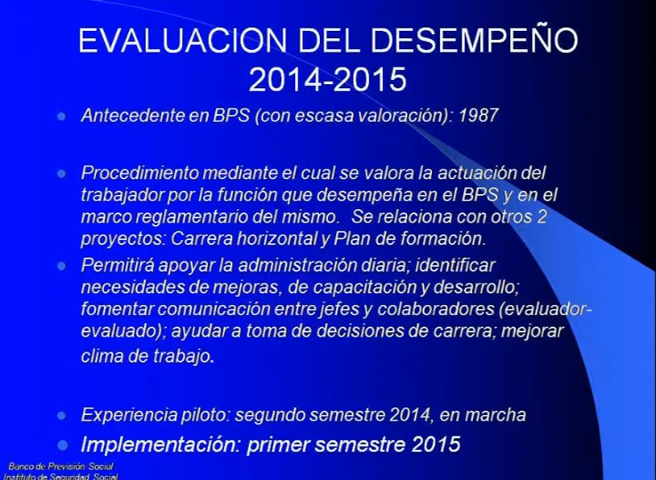 EVALUACION DEL DESEMPEÑO
2014-2015
Antecedente en BPS (con escasa valoración): 1987
Procedimiento mediante el cual se valora la actuación del
trabajador por la función que desempeña en el BPS y en el
marco reglamentario del mismo. Se relaciona con otros 2
proyectos: Carrera horizontal y Plan de formación.
Permitirá apoyar la administración diaria; identificar
necesidades de mejoras, de capacitación y desarrollo;
fomentar comunicación entre jefes y colaboradores (evaluador-
evaluado); ayudar a toma de decisiones de carrera; mejorar
clima de trabajo.
Experiencia piloto: segundo semestre 2014, en marcha
Implementación: primer semestre 2015
Banco de Previsión Social
Instituto de Seguridad Social